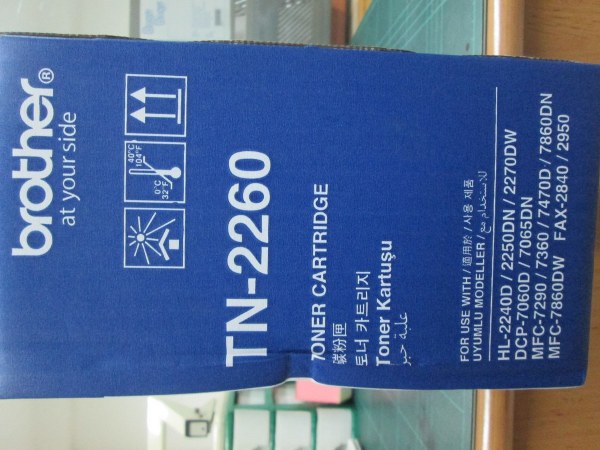 brother®
at your side
40°C
104°F
0°C
32°F
TN-2260
TONER CARTRIDGE
碳粉匣
토너 카트리지
Toner Kartuşu
علبة حبر
FOR USE WITH / 適用於 / 사용 제품
UYUMLU MODELLER / للاستخدام مع
HL-2240D / 2250DN / 2270DW
DCP-7060D / 7065DN
MFC-7290 / 7360 / 7470D / 7860DN
MFC-7860DW FAX-2840 / 2950